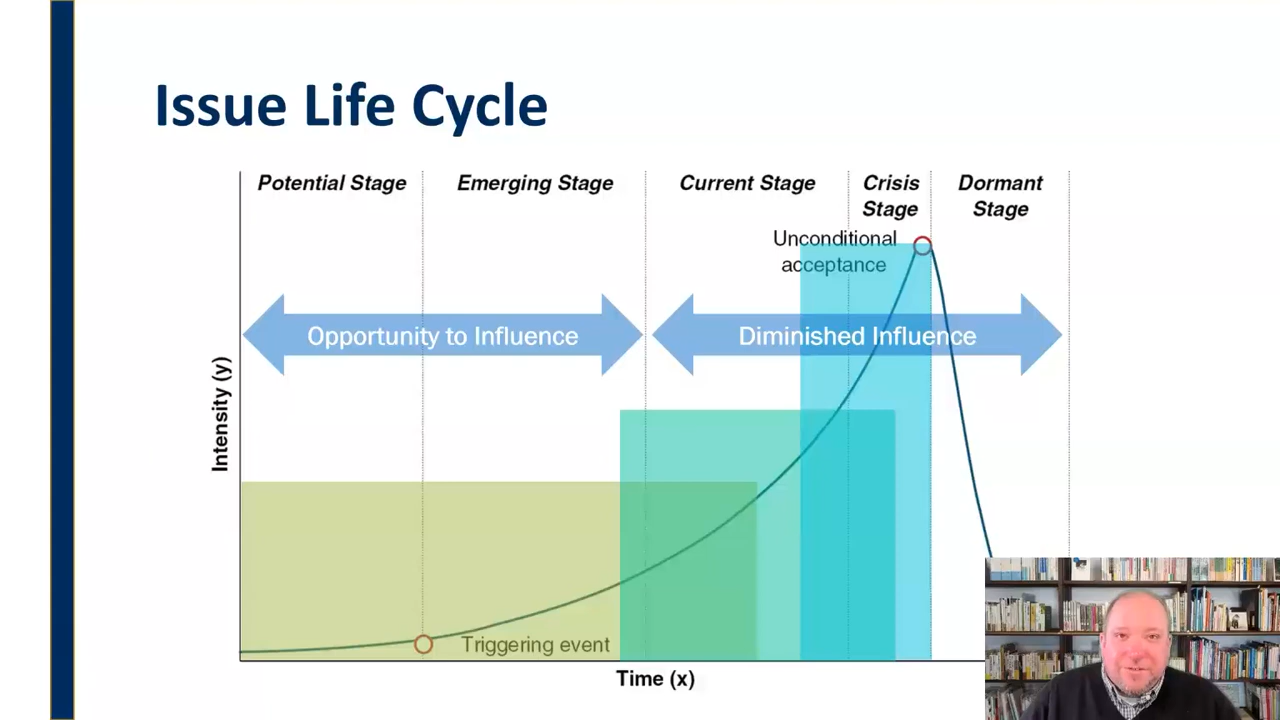 Issue Life Cycle
Potential Stage
Emerging Stage
Current Stage
Crisis
Stage
Dormant
Stage
Unconditional
acceptance
Opportunity to Influence
Diminished Influence
Intensity (y)
Triggering event
Time (x)